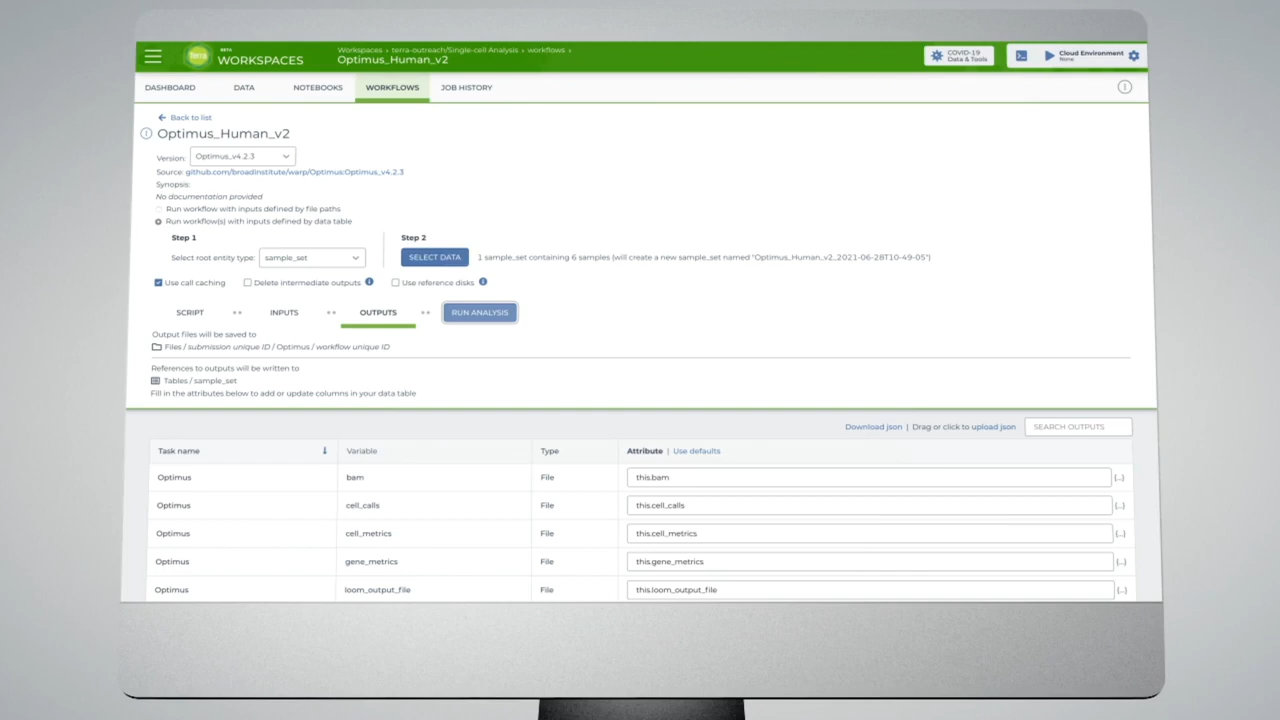 Terra
BETA
WORKSPACES
Workspaces › terra-outreach/Single-cell Analysis › workflows ›
Optimus_Human_v2
COVID-19
Data & Tools
Cloud Environment
None
DASHBOARD
DATA
NOTEBOOKS
WORKFLOWS
JOB HISTORY
Back to list
Optimus_Human_v2
Version: Optimus_v4.2.3
Source: github.com/broadinstitute/warp/Optimus:Optimus_v4.2.3
Synopsis:
No documentation provided
Run workflow with inputs defined by file paths
Run workflow(s) with inputs defined by data table
Step 1
Select root entity type: sample_set
Step 2
SELECT DATA 1 sample_set containing 6 samples (will create a new sample_set named "Optimus_Human_v2_2021-06-28T10-49-05")
Use call caching
Delete intermediate outputs
Use reference disks
SCRIPT
INPUTS
OUTPUTS
RUN ANALYSIS
Output files will be saved to
Files / submission unique ID / Optimus / workflow unique ID
References to outputs will be written to
Tables / sample_set
Fill in the attributes below to add or update columns in your data table
Download json | Drag or click to upload json SEARCH OUTPUTS
Task name Variable Type Attribute | Use defaults
Optimus bam File this.bam {...}
Optimus cell_calls File this.cell_calls {...}
Optimus cell_metrics File this.cell_metrics {...}
Optimus gene_metrics File this.gene_metrics {...}
Optimus loom_output_file File this.loom_output_file {...}